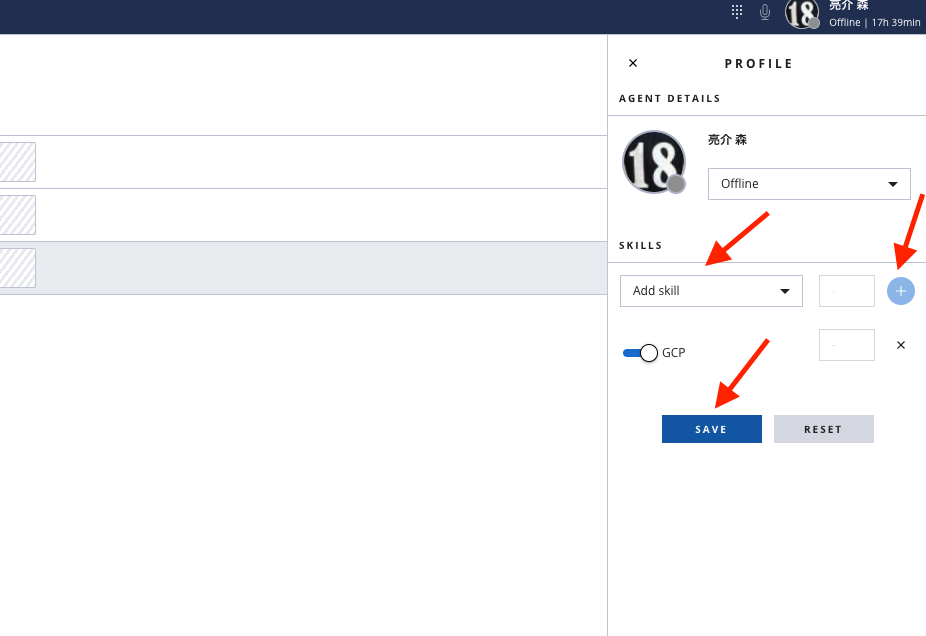 亮介 森
Offline | 17h 39min
PROFILE
AGENT DETAILS
18
亮介 森
Offline
SKILLS
Add skill
-
GCP
-
SAVE
RESET